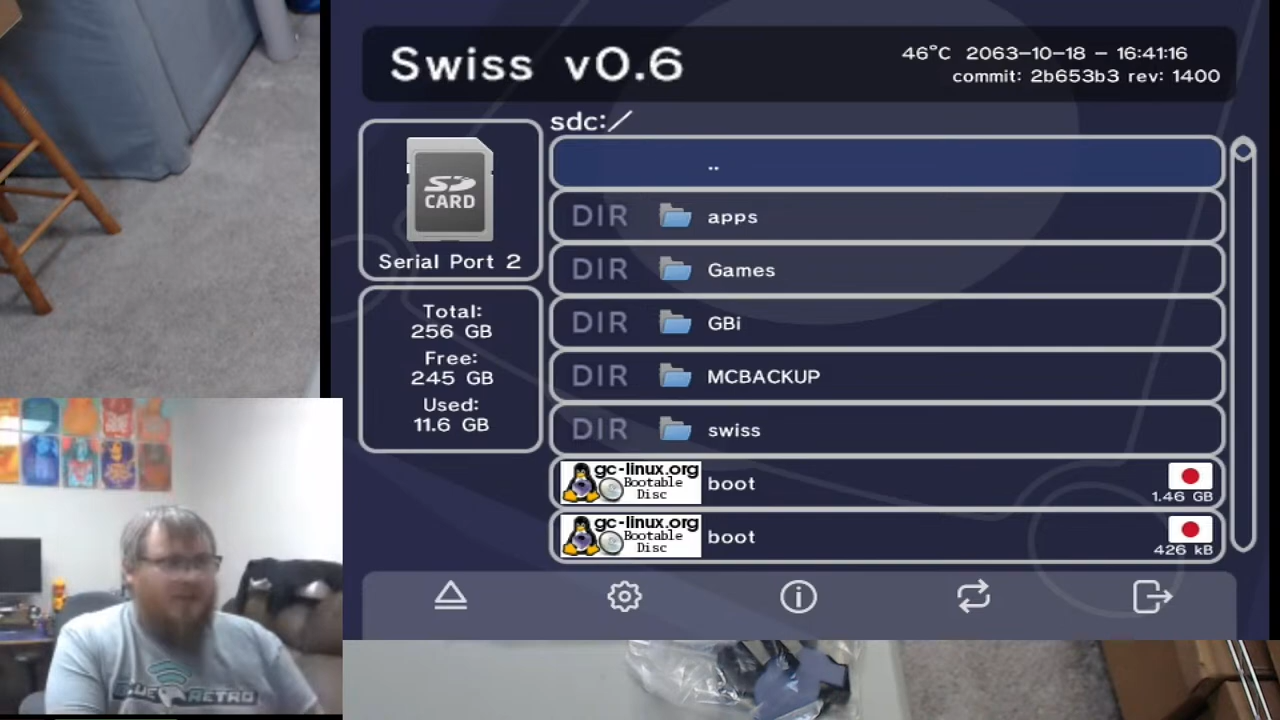 Swiss v0.6
46°C 2063-10-18 - 16:41:16
commit: 2b653b3 rev: 1400
sdc:/
SD
CARD
Serial Port 2
Total:
256 GB
Free:
245 GB
Used:
11.6 GB
..
DIR apps
DIR Games
DIR GBi
DIR MCBACKUP
DIR swiss
gc-linux.org
Bootable
Disc
boot
1.46 GB
gc-linux.org
Bootable
Disc
boot
426 kB
RETRO